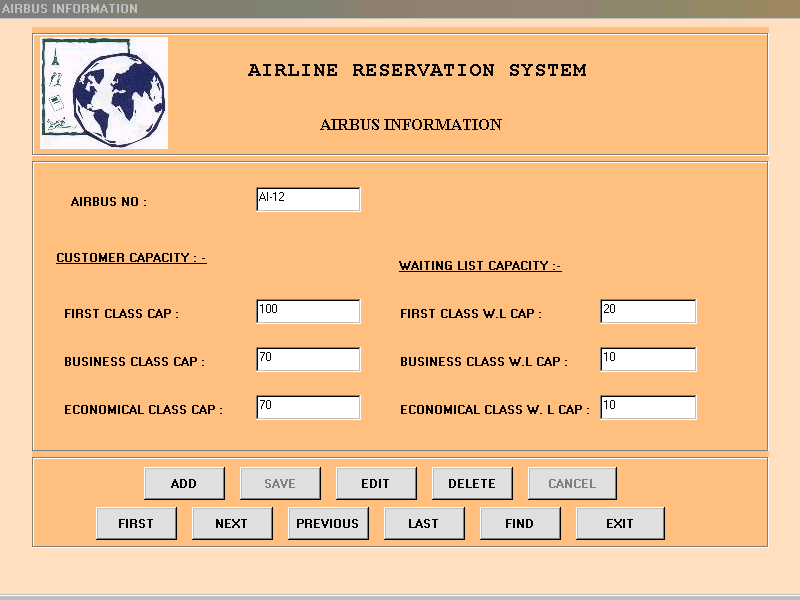 AIRBUS INFORMATION
AIRLINE RESERVATION SYSTEM
AIRBUS INFORMATION
AIRBUS NO : AI-12
CUSTOMER CAPACITY : -
WAITING LIST CAPACITY :-
FIRST CLASS CAP : 100 FIRST CLASS W.L CAP : 20
BUSINESS CLASS CAP : 70 BUSINESS CLASS W.L CAP : 10
ECONOMICAL CLASS CAP : 70 ECONOMICAL CLASS W. L CAP : 10
ADD SAVE EDIT DELETE CANCEL
FIRST NEXT PREVIOUS LAST FIND EXIT